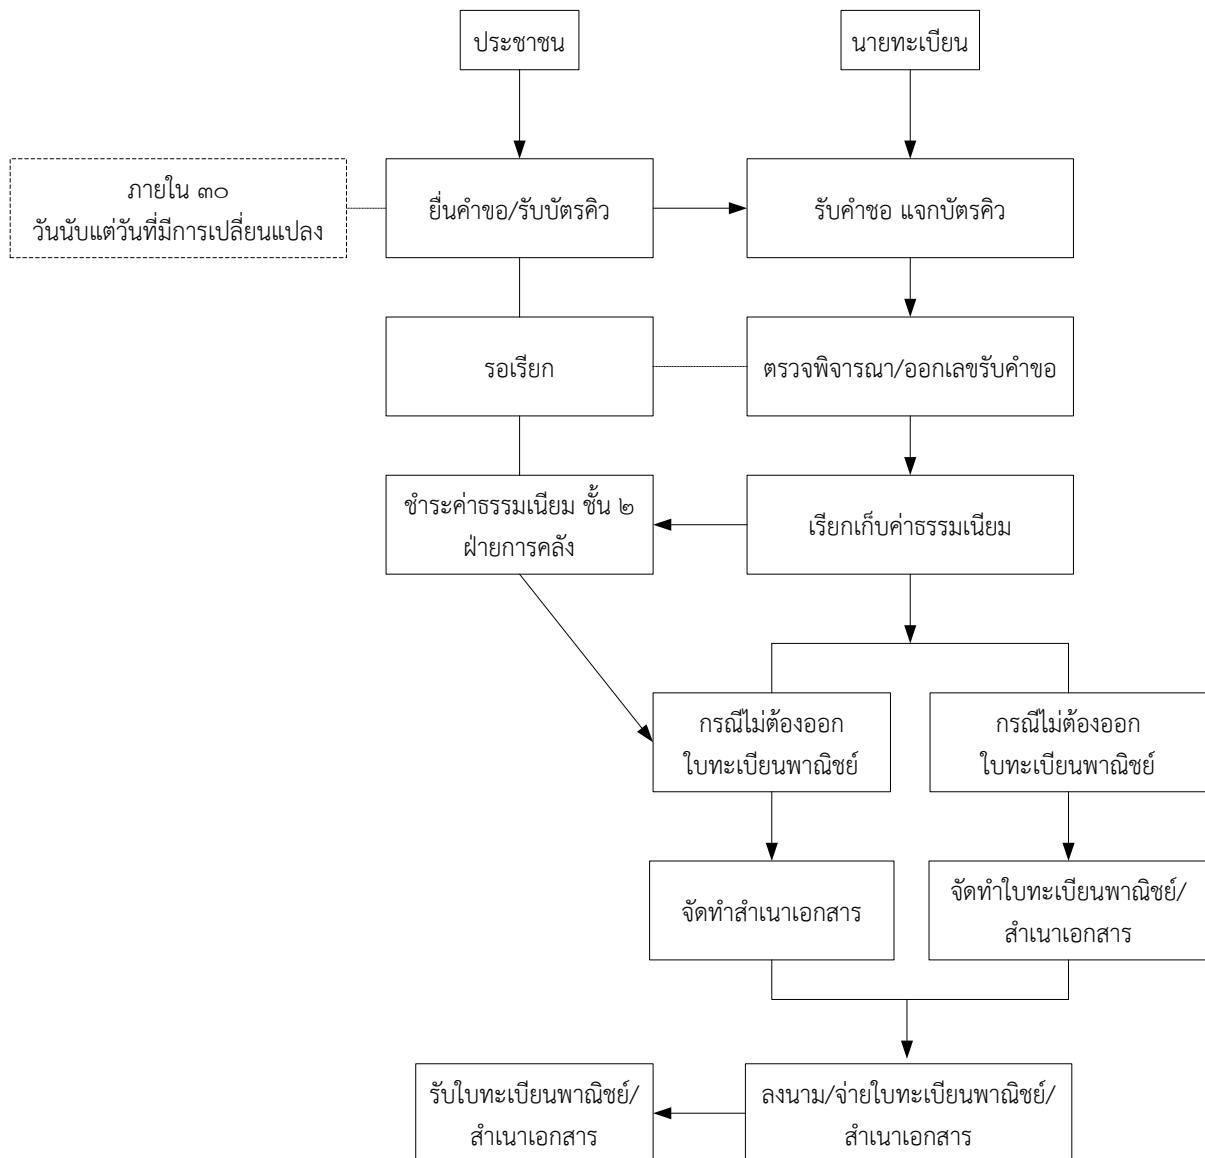 ประชาชน
นายทะเบียน
ภายใน ๓๐
วันนับแต่วันที่มีการเปลี่ยนแปลง
ยื่นคำขอ/รับบัตรคิว
รับคำชอ แจกบัตรคิว
รอเรียก
ตรวจพิจารณา/ออกเลขรับคำขอ
ชำระค่าธรรมเนียม ชั้น ๒
ฝ่ายการคลัง
เรียกเก็บค่าธรรมเนียม
กรณีไม่ต้องออก
ใบทะเบียนพาณิชย์
กรณีไม่ต้องออก
ใบทะเบียนพาณิชย์
จัดทำสำเนาเอกสาร
จัดทำใบทะเบียนพาณิชย์/
สำเนาเอกสาร
รับใบทะเบียนพาณิชย์/
สำเนาเอกสาร
ลงนาม/จ่ายใบทะเบียนพาณิชย์/
สำเนาเอกสาร